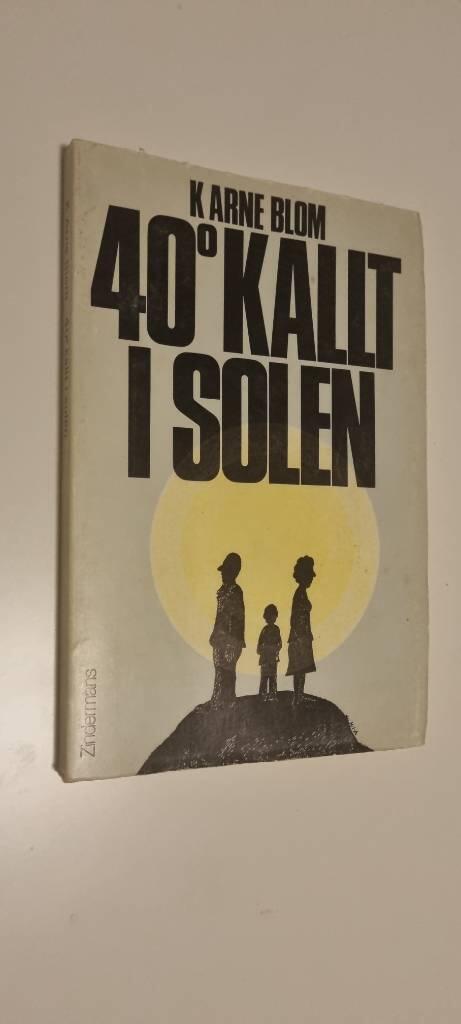 K ARNE BLOM
40° KALLT
I SOLEN
Zindermans